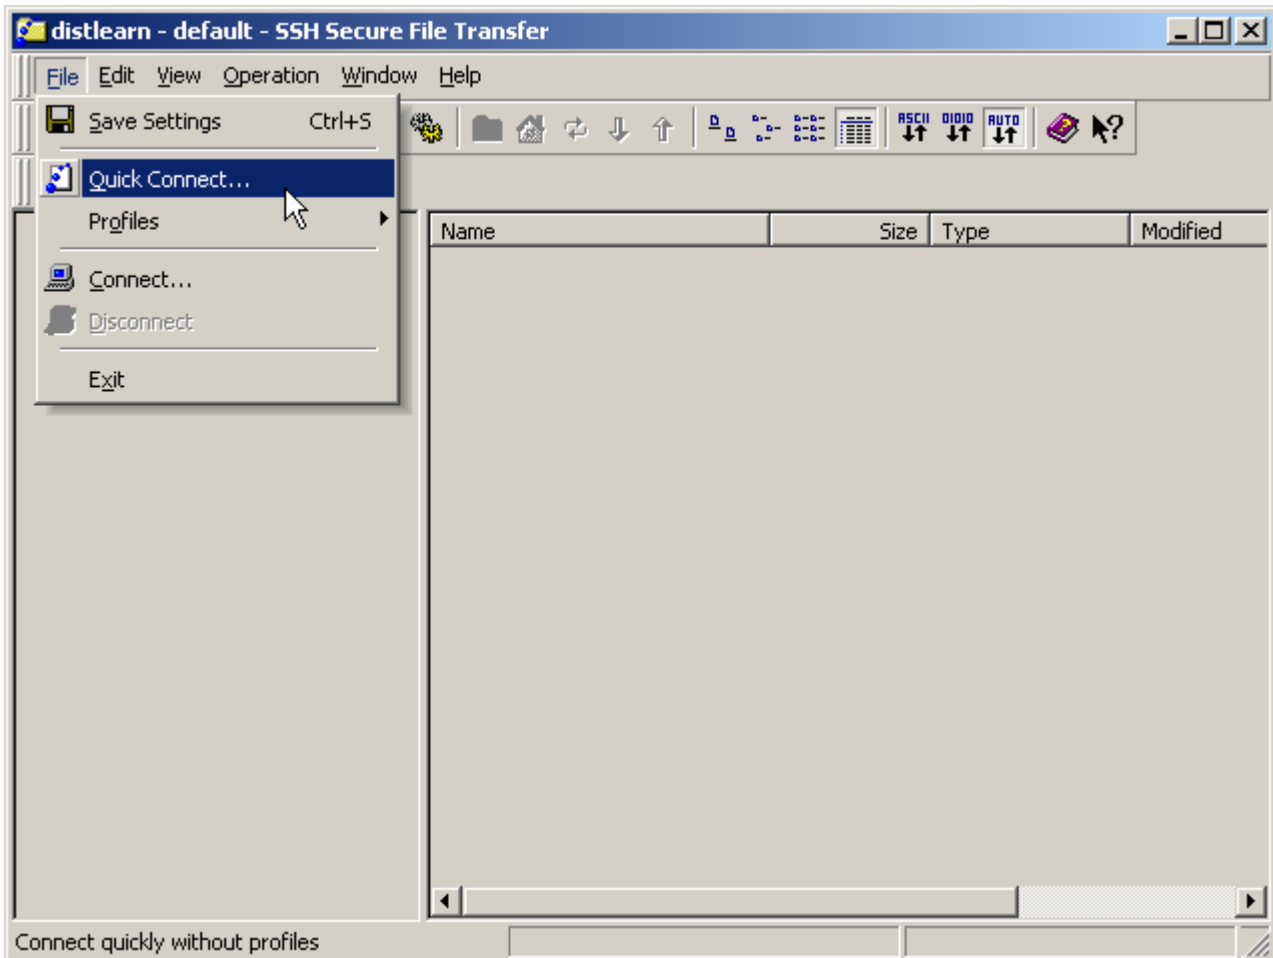 distlearn - default - SSH Secure File Transfer
File Edit View Operation Window Help
Save Settings Ctrl+S
ASCII 01010 AUTO
Quick Connect...
Profiles
Name Size Type Modified
Connect...
Disconnect
Exit
Connect quickly without profiles